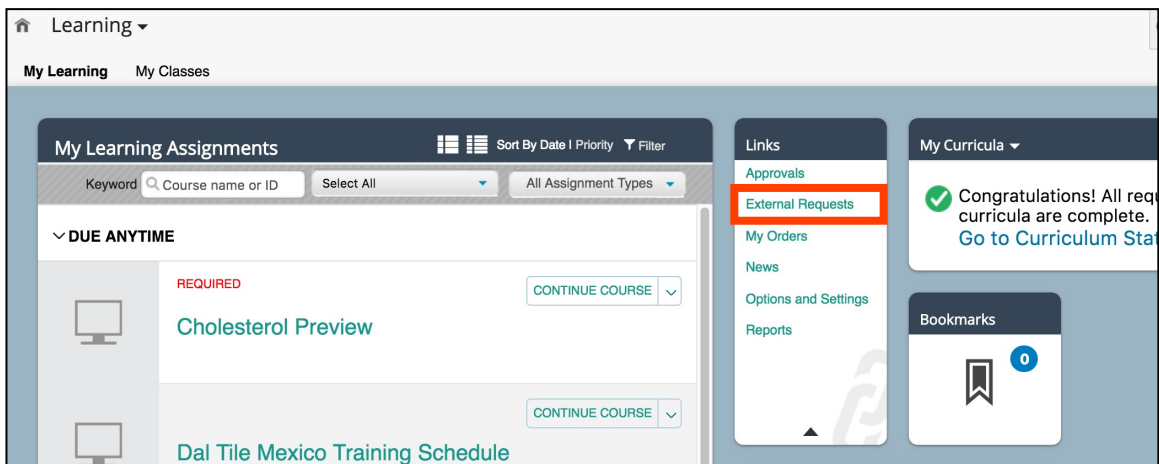 Learning
My Learning My Classes
My Learning Assignments Sort By Date | Priority Filter
Keyword Course name or ID Select All All Assignment Types
DUE ANYTIME
REQUIRED
CONTINUE COURSE
Cholesterol Preview
CONTINUE COURSE
Dal Tile Mexico Training Schedule
Links
Approvals
External Requests
My Orders
News
Options and Settings
Reports
My Curricula
Congratulations! All
curricula are complete.
Go to Curriculum
Bookmarks
0